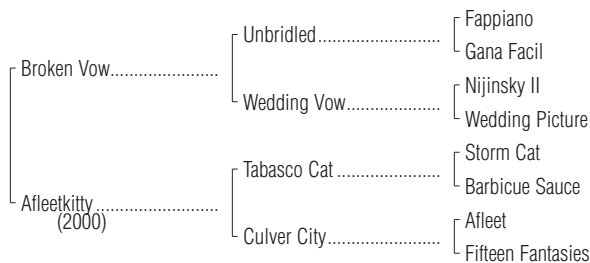 Fappiano
Unbridled
Gana Facil
Broken Vow
Nijinsky II
Wedding Vow
Wedding Picture
Storm Cat
Tabasco Cat
Barbicue Sauce
Afleetkitty
(2000)
Afleet
Culver City
Fifteen Fantasies